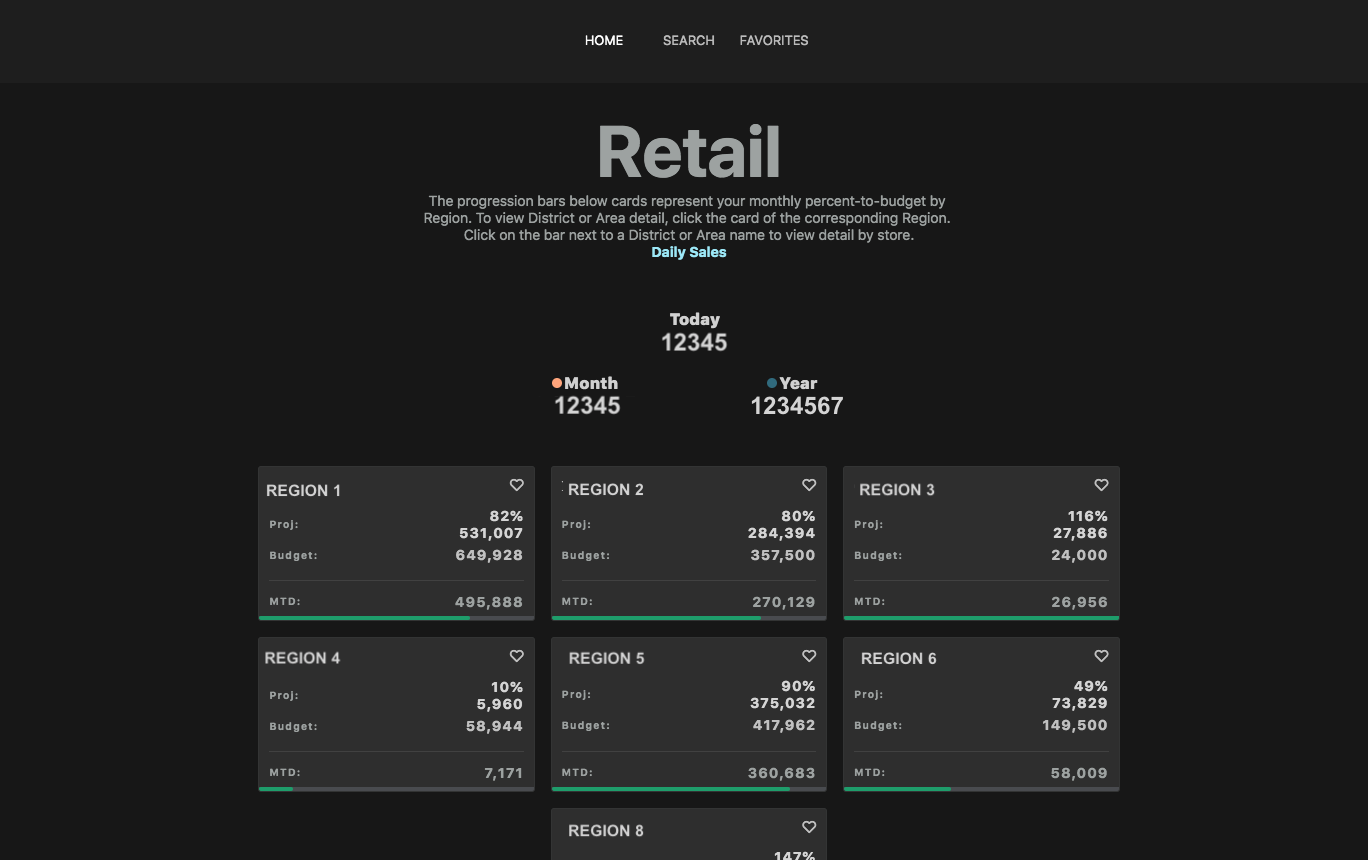 HOME SEARCH FAVORITES
Retail
The progression bars below cards represent your monthly percent-to-budget by
Region. To view District or Area detail, click the card of the corresponding Region.
Click on the bar next to a District or Area name to view detail by store.
Daily Sales
Today
12345
Month
12345
Year
1234567
REGION 1
82%
Proj: 531,007
Budget: 649,928
MTD: 495,888
REGION 2
80%
Proj: 284,394
Budget: 357,500
MTD: 270,129
REGION 3
116%
Proj: 27,886
Budget: 24,000
MTD: 26,956
REGION 4
10%
Proj: 5,960
Budget: 58,944
MTD: 7,171
REGION 5
90%
Proj: 375,032
Budget: 417,962
MTD: 360,683
REGION 6
49%
Proj: 73,829
Budget: 149,500
MTD: 58,009
REGION 8
147%